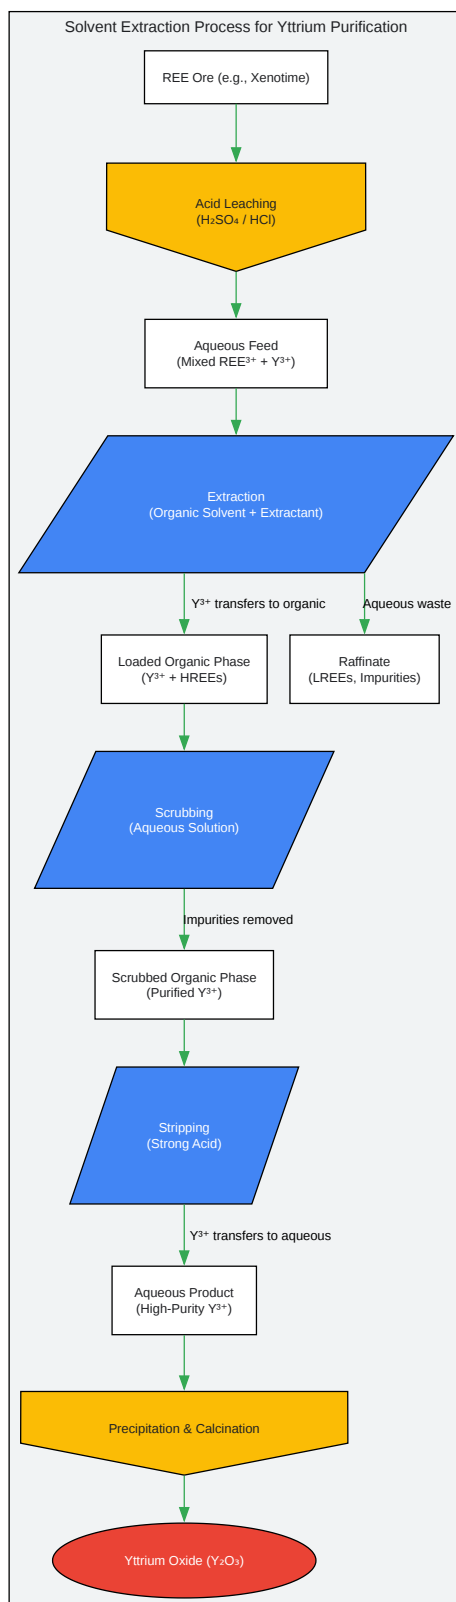 Solvent Extraction Process for Yttrium Purification
REE Ore (e.g., Xenotime)
Acid Leaching
(H₂SO₄ / HCl)
Aqueous Feed
(Mixed REE³⁺ + Y³⁺)
Extraction
(Organic Solvent + Extractant)
Y³⁺ transfers to organic
Aqueous waste
Loaded Organic Phase
(Y³⁺ + HREEs)
Raffinate
(LREEs, Impurities)
Scrubbing
(Aqueous Solution)
Impurities removed
Scrubbed Organic Phase
(Purified Y³⁺)
Stripping
(Strong Acid)
Y³⁺ transfers to aqueous
Aqueous Product
(High-Purity Y³⁺)
Precipitation & Calcination
Yttrium Oxide (Y₂O₃)